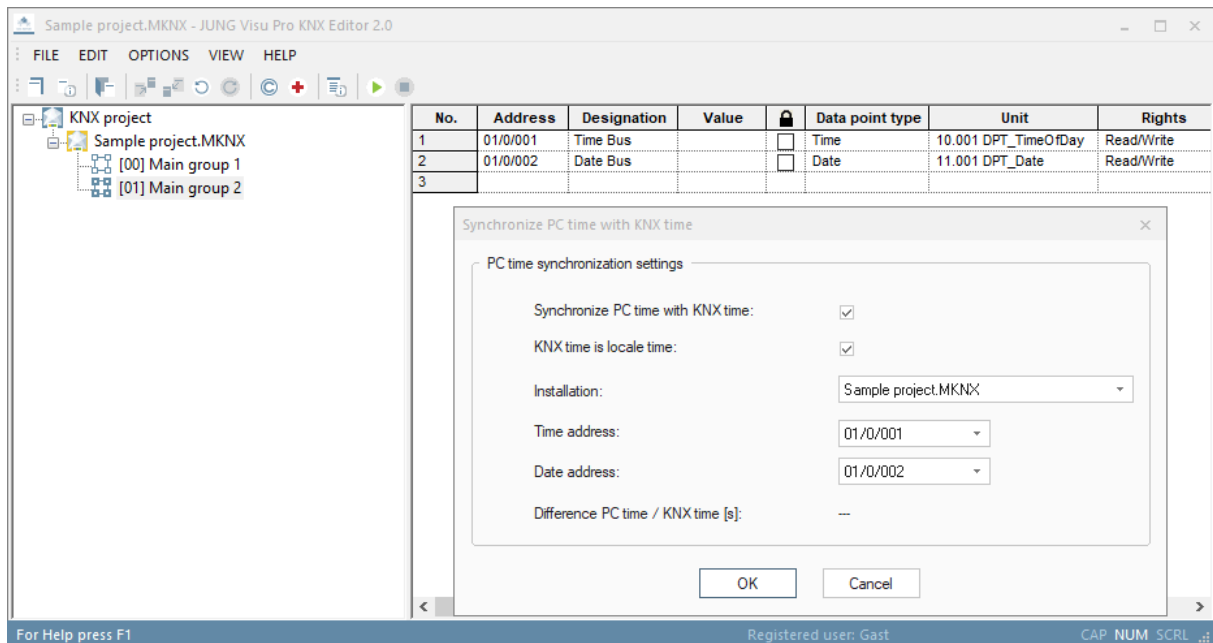 Sample project.MKNX - JUNG Visu Pro KNX Editor 2.0
FILE EDIT OPTIONS VIEW HELP
KNX project
Sample project.MKNX
[00] Main group 1
[01] Main group 2
No. Address Designation Value Data point type Unit Rights
1 01/0/001 Time Bus Time 10.001 DPT_TimeOfDay Read/Write
2 01/0/002 Date Bus Date 11.001 DPT_Date Read/Write
3
Synchronize PC time with KNX time
PC time synchronization settings
Synchronize PC time with KNX time:
KNX time is locale time:
Installation: Sample project.MKNX
Time address: 01/0/001
Date address: 01/0/002
Difference PC time / KNX time [s]: ---
OK Cancel
For Help press F1 Registered user: Gast CAP NUM SCRL